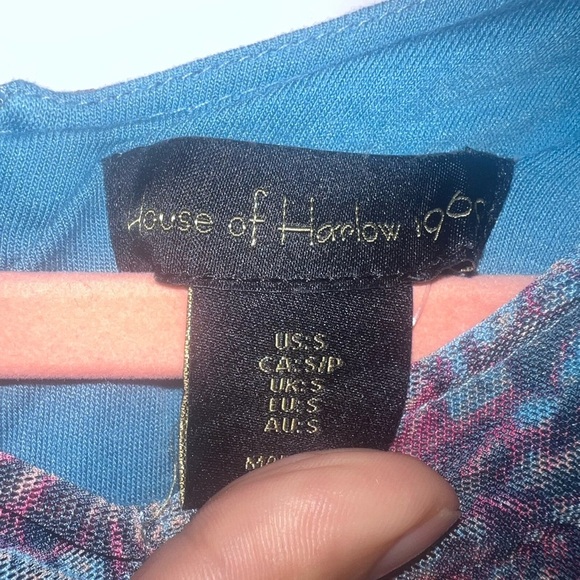 House of Harlow 1960
US: S
CA: S/P
UK: S
EU: S
AU: S